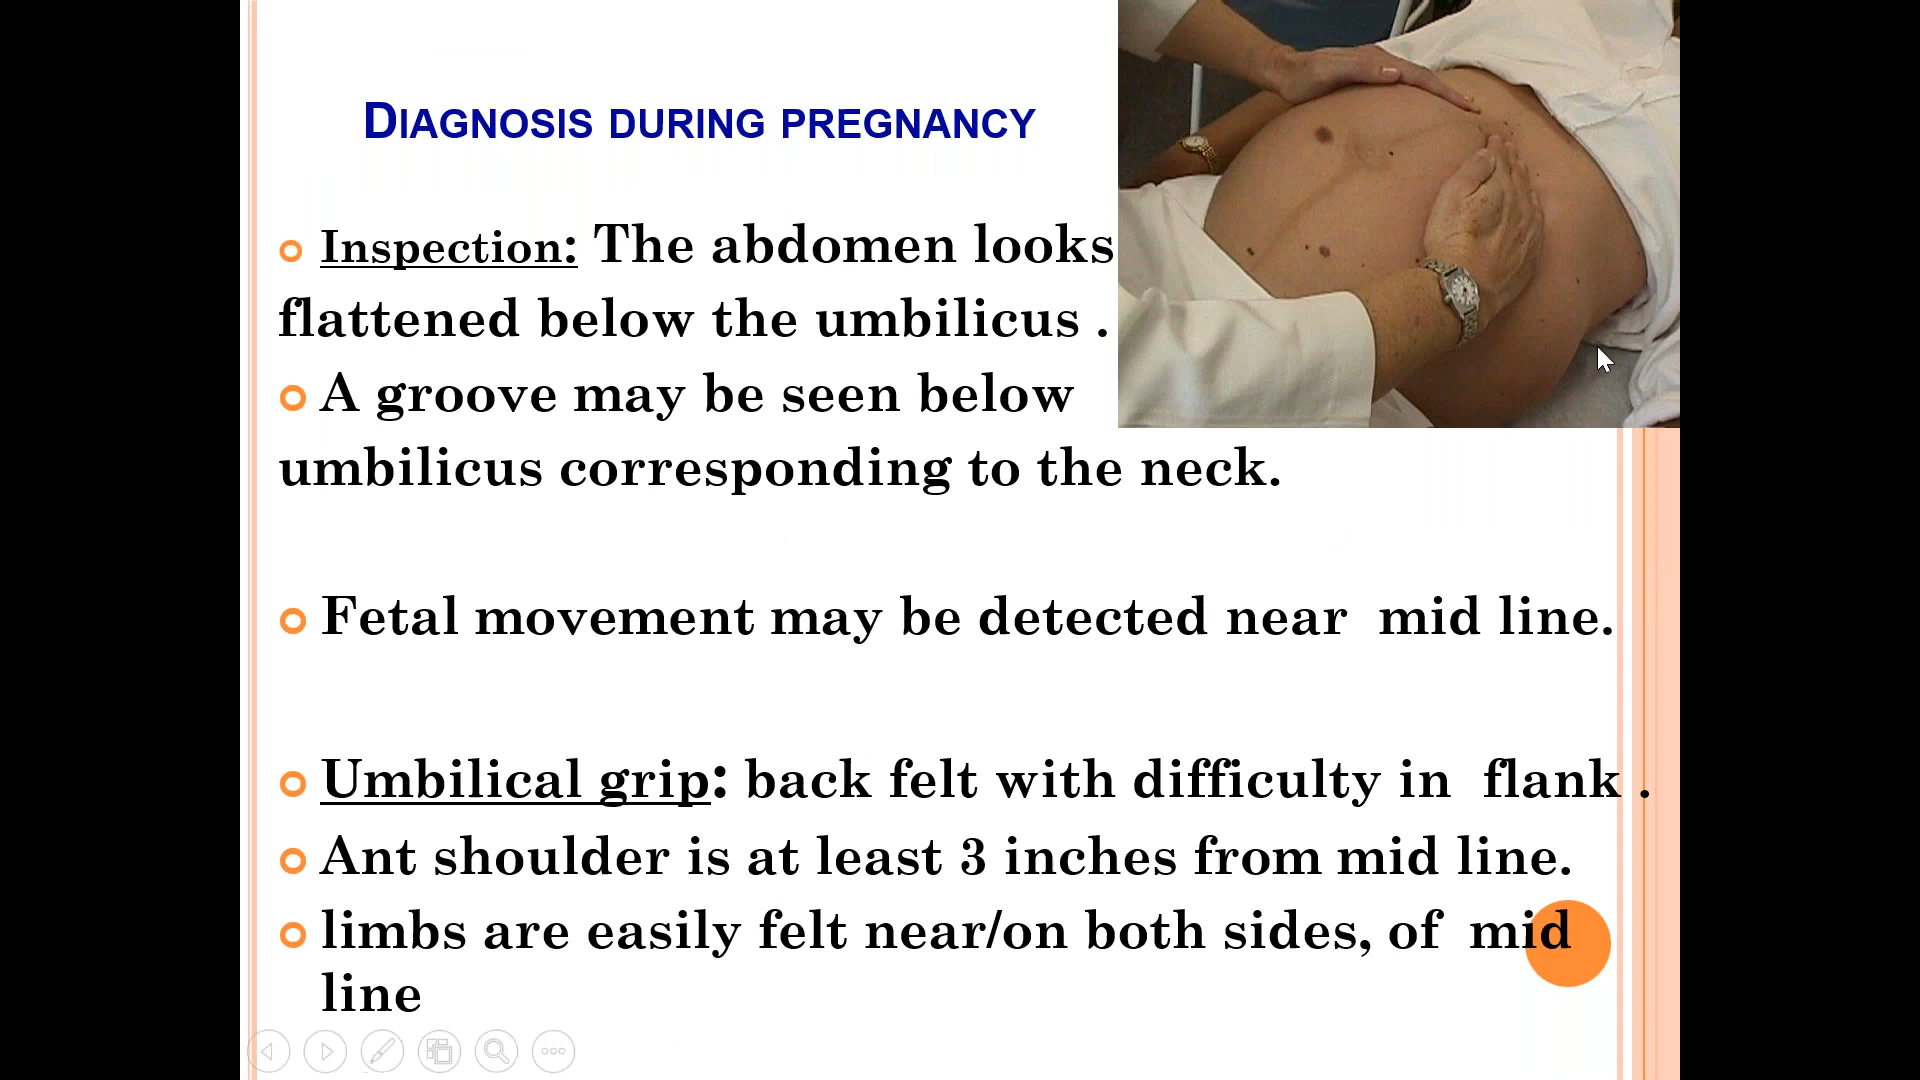 DIAGNOSIS DURING PREGNANCY
Inspection: The abdomen looks
flattened below the umbilicus .
A groove may be seen below
umbilicus corresponding to the neck.
Fetal movement may be detected near mid line.
Umbilical grip: back felt with difficulty in flank .
Ant shoulder is at least 3 inches from mid line.
limbs are easily felt near/on both sides, of mid
line